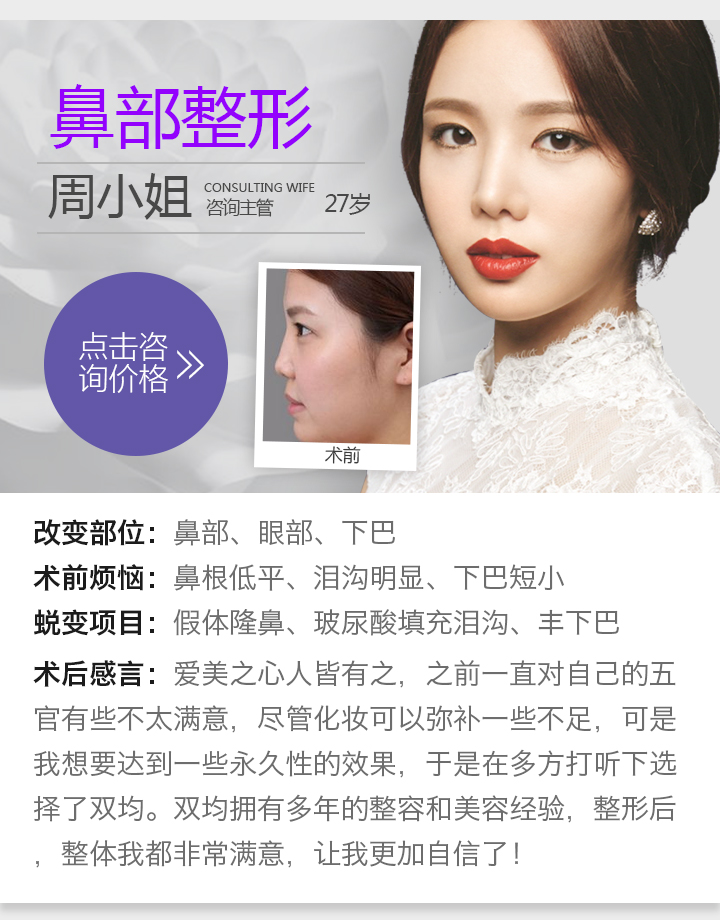 鼻部整形
周小姐 CONSULTING WIFE 咨询主管 27岁
点击咨
询价格
术前
改变部位：鼻部、眼部、下巴
术前烦恼：鼻根低平、泪沟明显、下巴短小
蜕变项目：假体隆鼻、玻尿酸填充泪沟、丰下巴
术后感言：爱美之心人皆有之，之前一直对自己的五
官有些不太满意，尽管化妆可以弥补一些不足，可是
我想要达到一些永久性的效果，于是在多方打听下选
择了双均。双均拥有多年的整容和美容经验，整形后
，整体我都非常满意，让我更加自信了！